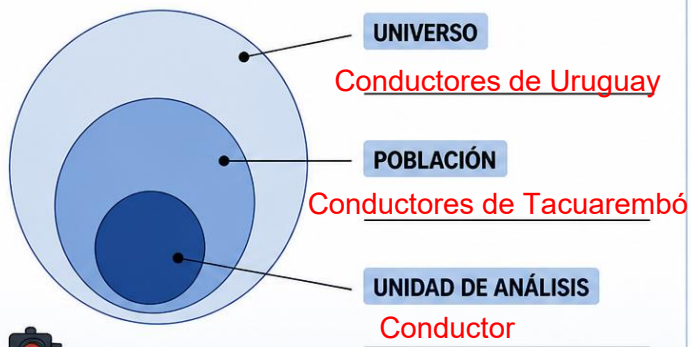 UNIVERSO
Conductores de Uruguay
POBLACIÓN
Conductores de Tacuarembó
UNIDAD DE ANÁLISIS
Conductor